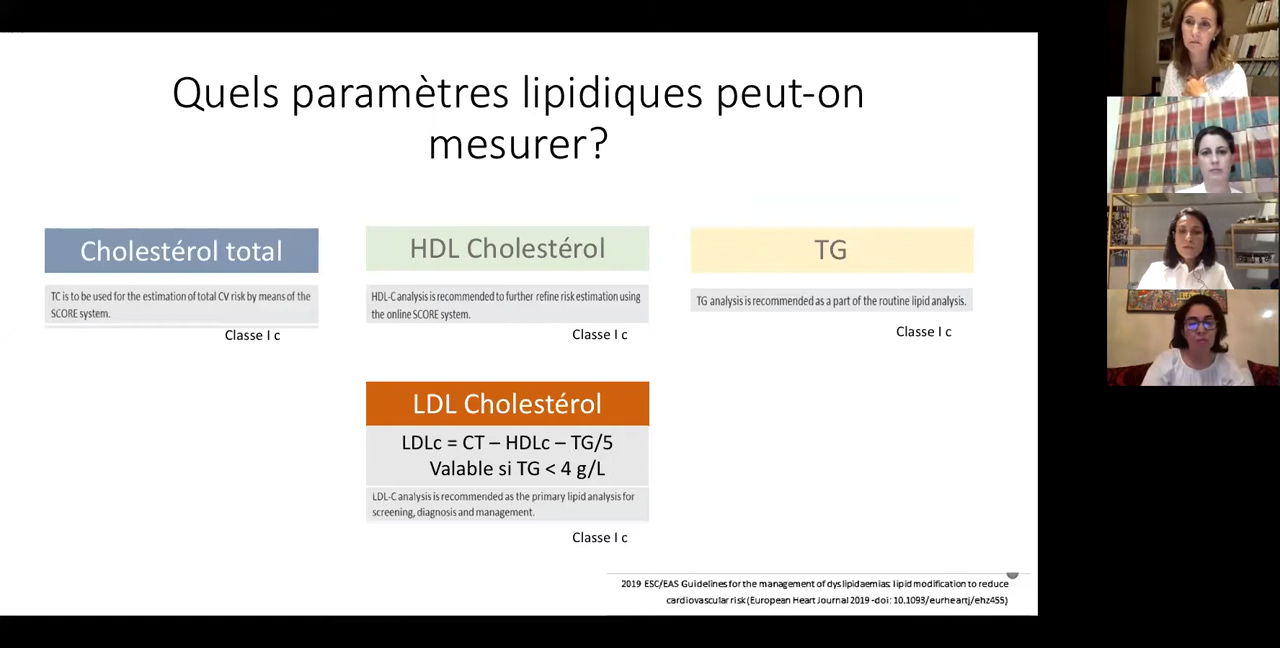 Quels paramètres lipidiques peut-on
mesurer?
Cholestérol total
TC is to be used for the estimation of total CV risk by means of the
SCORE system.
Classe I c
HDL Cholestérol
HDL-C analysis is recommended to further refine risk estimation using
the online SCORE system.
Classe I c
TG
TG analysis is recommended as a part of the routine lipid analysis.
Classe I c
LDL Cholestérol
LDLc = CT – HDLc – TG/5
Valable si TG < 4 g/L
LDL-C analysis is recommended as the primary lipid analysis for
screening, diagnosis and management.
Classe I c
2019 ESC/EAS Guidelines for the management of dyslipidaemias: lipid modification to reduce
cardiovascular risk (European Heart Journal 2019 -doi: 10.1093/eurheartj/ehz455)